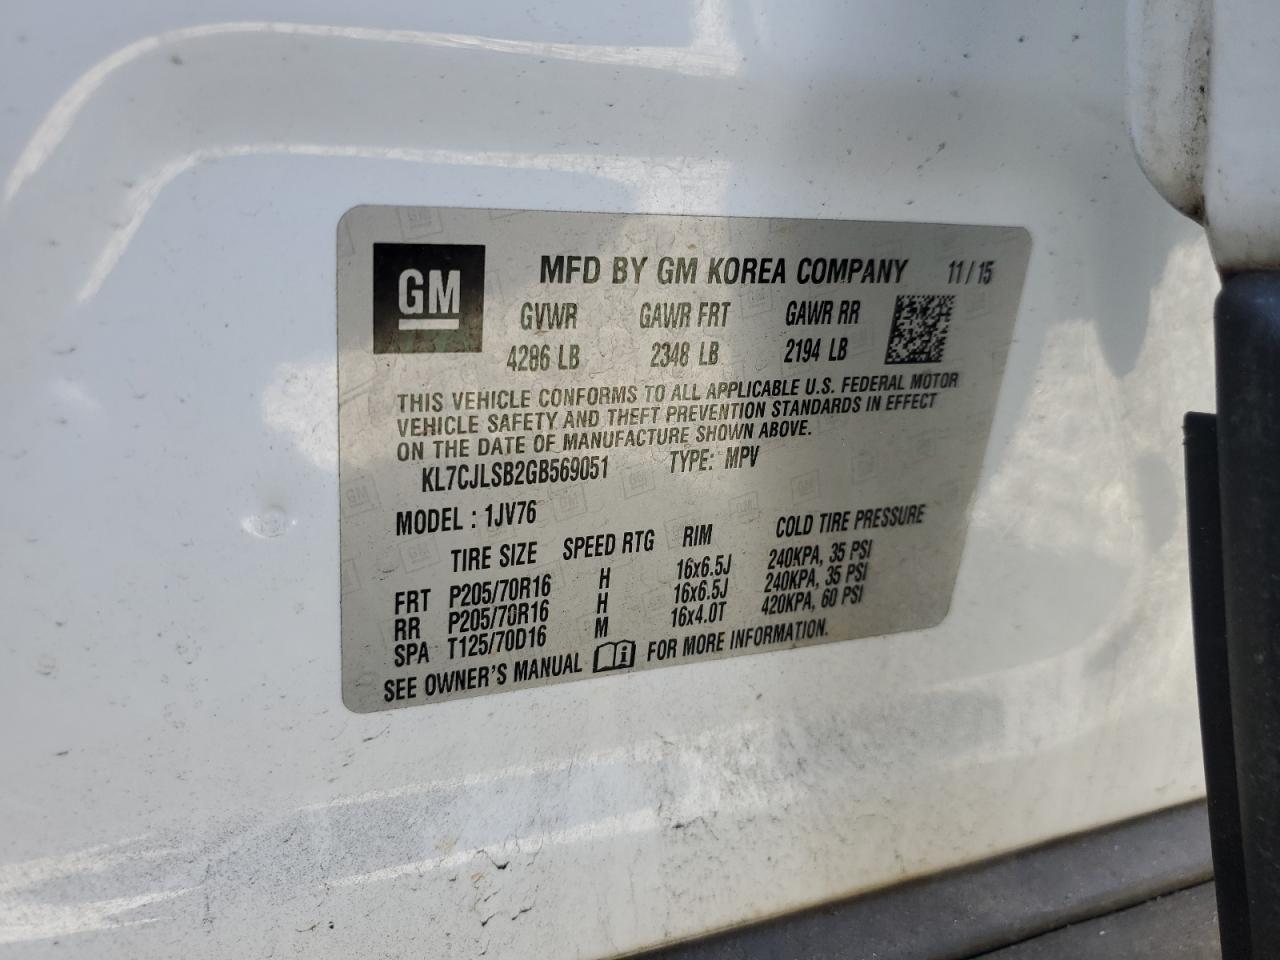 GM
MFD BY GM KOREA COMPANY 11/15
GVWR GAWR FRT GAWR RR
4286 LB 2348 LB 2194 LB
THIS VEHICLE CONFORMS TO ALL APPLICABLE U.S. FEDERAL MOTOR
VEHICLE SAFETY AND THEFT PREVENTION STANDARDS IN EFFECT
ON THE DATE OF MANUFACTURE SHOWN ABOVE.
KL7CJLSB2GB569051 TYPE: MPV
MODEL : 1JV76
TIRE SIZE SPEED RTG RIM COLD TIRE PRESSURE
FRT P205/70R16 H 16x6.5J 240KPA, 35 PSI
RR P205/70R16 H 16x6.5J 240KPA, 35 PSI
SPA T125/70D16 M 16x4.0T 420KPA, 60 PSI
SEE OWNER'S MANUAL FOR MORE INFORMATION.